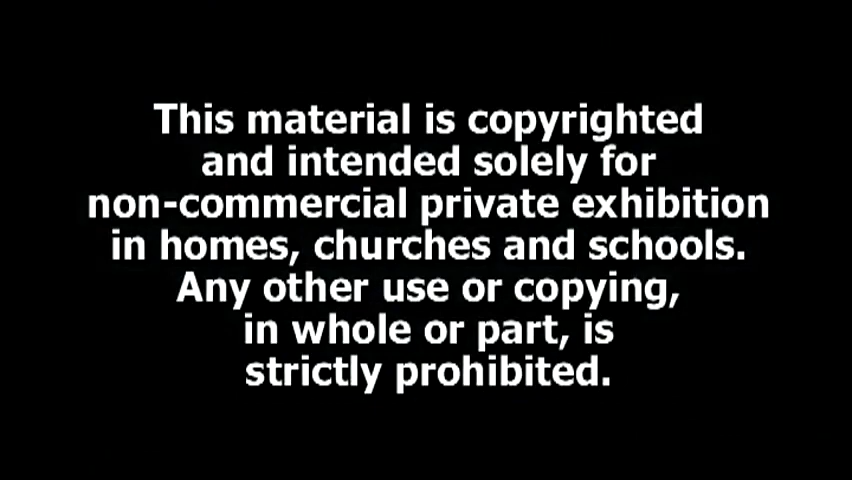 This material is copyrighted
and intended solely for
non-commercial private exhibition
in homes, churches and schools.
Any other use or copying,
in whole or part, is
strictly prohibited.